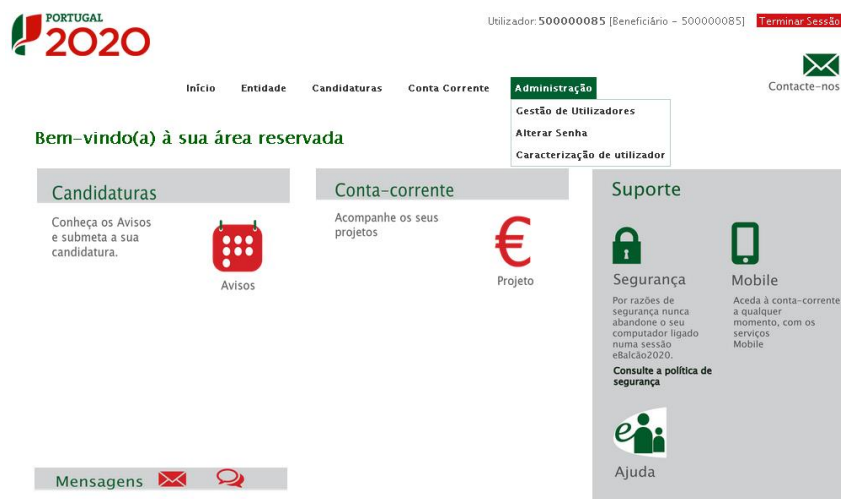 PORTUGAL
2020
Utilizador: 500000085 [Beneficiário - 500000085] Terminar Sessão
Contacte-nos
Início Entidade Candidaturas Conta Corrente Administração
Gestão de Utilizadores
Alterar Senha
Caracterização de utilizador
Bem-vindo(a) à sua área reservada
Candidaturas
Conheça os Avisos
e submeta a sua
candidatura.
Avisos
Conta-corrente
Acompanhe os seus
projetos
€
Projeto
Suporte
Segurança
Por razões de
segurança nunca
abandone o seu
computador ligado
numa sessão
eBalcão2020.
Consulte a política de
segurança
Mobile
Aceda à conta-corrente
a qualquer
momento, com os
serviços
Mobile
e
Ajuda
Mensagens